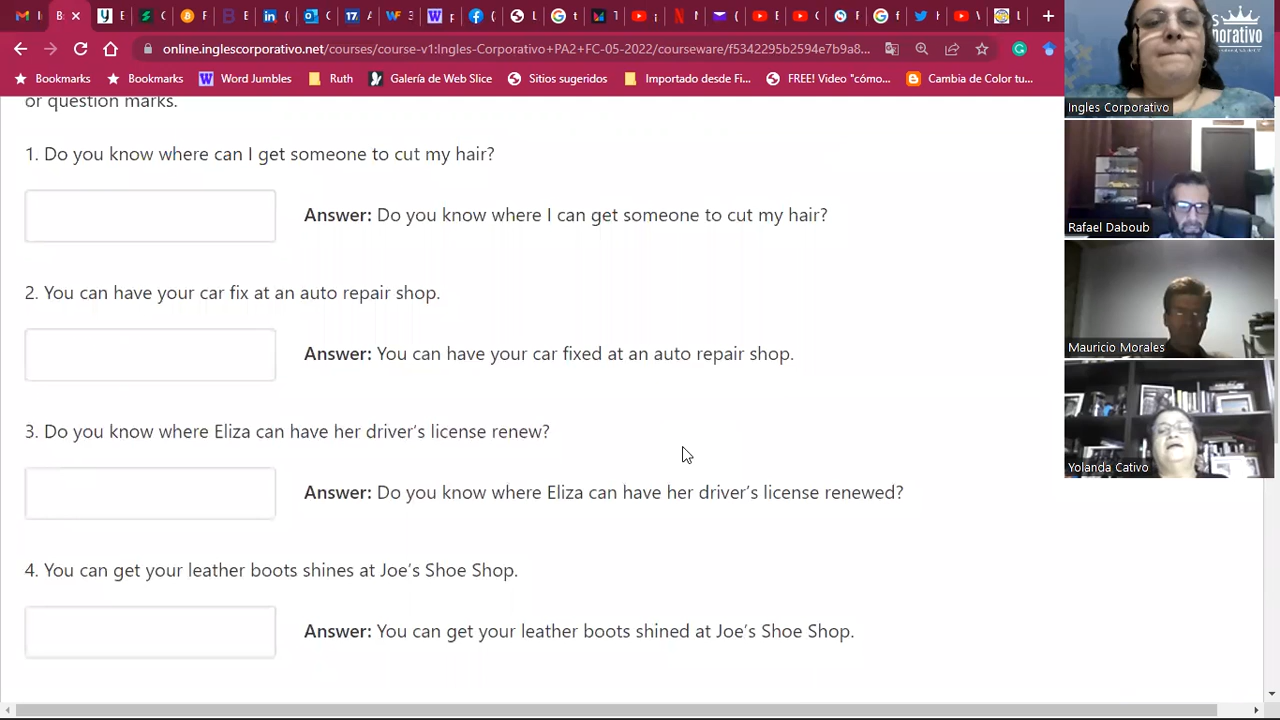 online.inglescorporativo.net/courses/course-v1:Ingles-Corporativo+PA2+FC-05-2022/courseware/f5342295b2594e7b9a8...
Bookmarks
Bookmarks
Word Jumbles
Ruth
Galería de Web Slice
Sitios sugeridos
Importado desde Fi...
FREE! Video "cómo...
Cambia de Color tu...
or question marks.
1. Do you know where can I get someone to cut my hair?
Answer: Do you know where I can get someone to cut my hair?
2. You can have your car fix at an auto repair shop.
Answer: You can have your car fixed at an auto repair shop.
3. Do you know where Eliza can have her driver’s license renew?
Answer: Do you know where Eliza can have her driver’s license renewed?
4. You can get your leather boots shines at Joe’s Shoe Shop.
Answer: You can get your leather boots shined at Joe’s Shoe Shop.
Ingles Corporativo
Rafael Daboub
Mauricio Morales
Yolanda Cativo